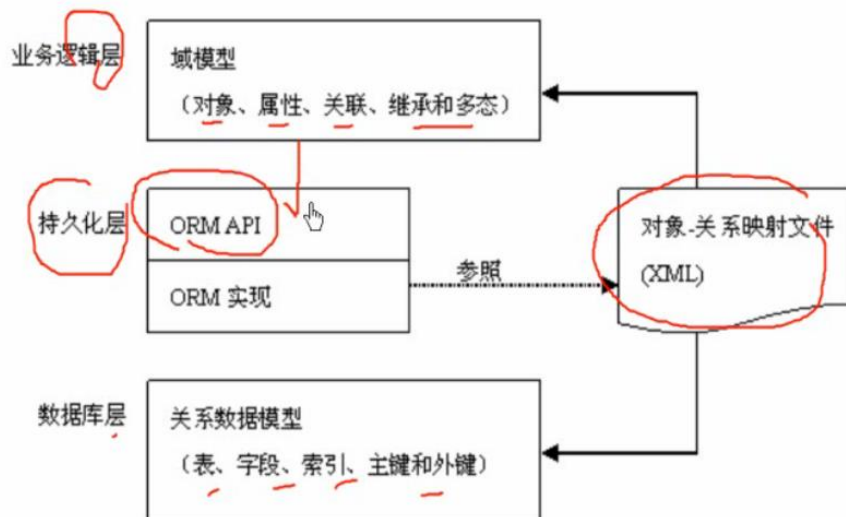 业务逻辑层
域模型
（对象、属性、关联、继承和多态）
持久化层
ORM API
ORM 实现
参照
对象-关系映射文件
(XML)
数据库层
关系数据模型
（表、字段、索引、主键和外键）